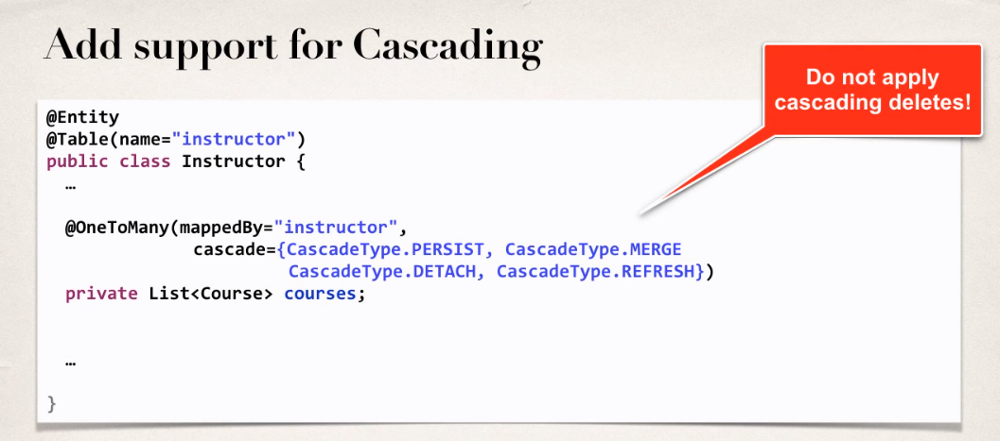 Add support for Cascading
Do not apply
cascading deletes!
@Entity
@Table(name="instructor")
public class Instructor {
…
@OneToMany(mappedBy="instructor",
cascade={CascadeType.PERSIST, CascadeType.MERGE
CascadeType.DETACH, CascadeType.REFRESH})
private List<Course> courses;
…
}